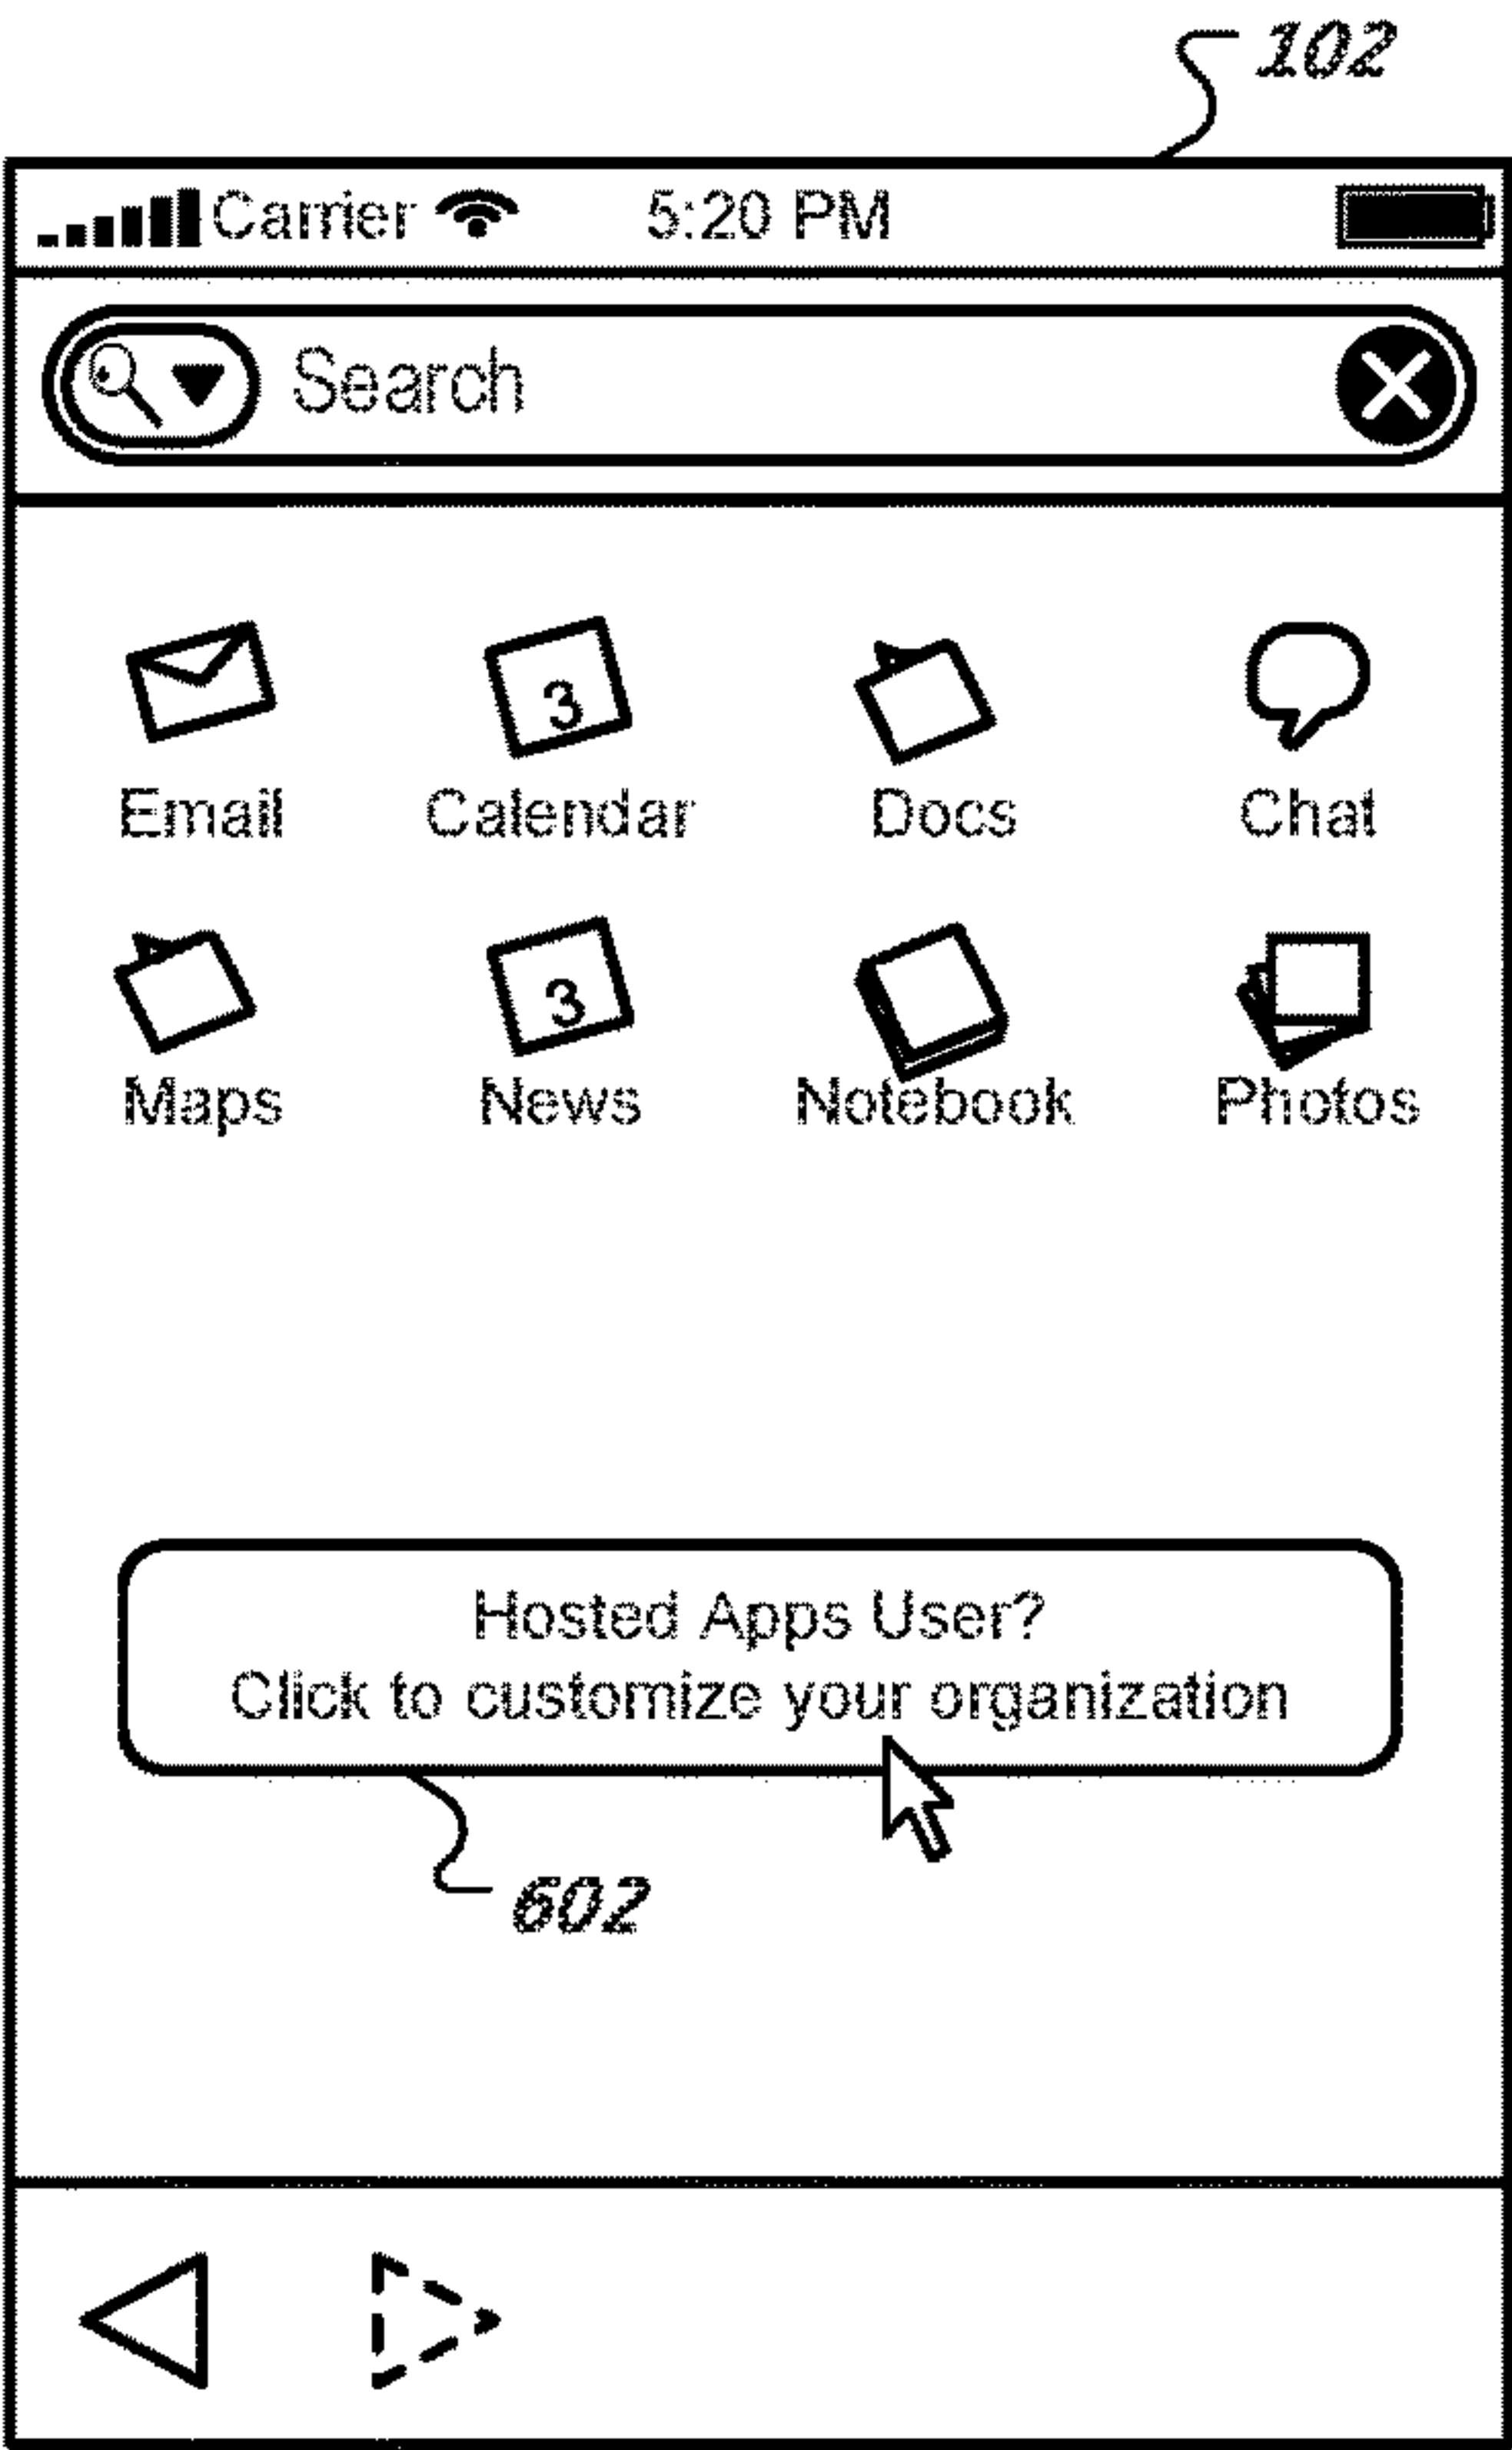 102
Carrier 5:20 PM
Search
3
Email Calendar Docs Chat
3
Maps News Notebook Photos
Hosted Apps User?
Click to customize your organization
602